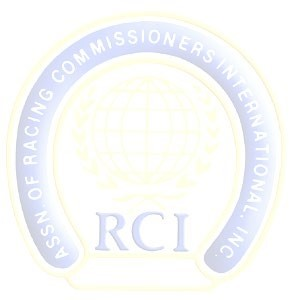 ASSN OF RACING COMMISSIONERS INTERNATIONAL, INC.
RCI